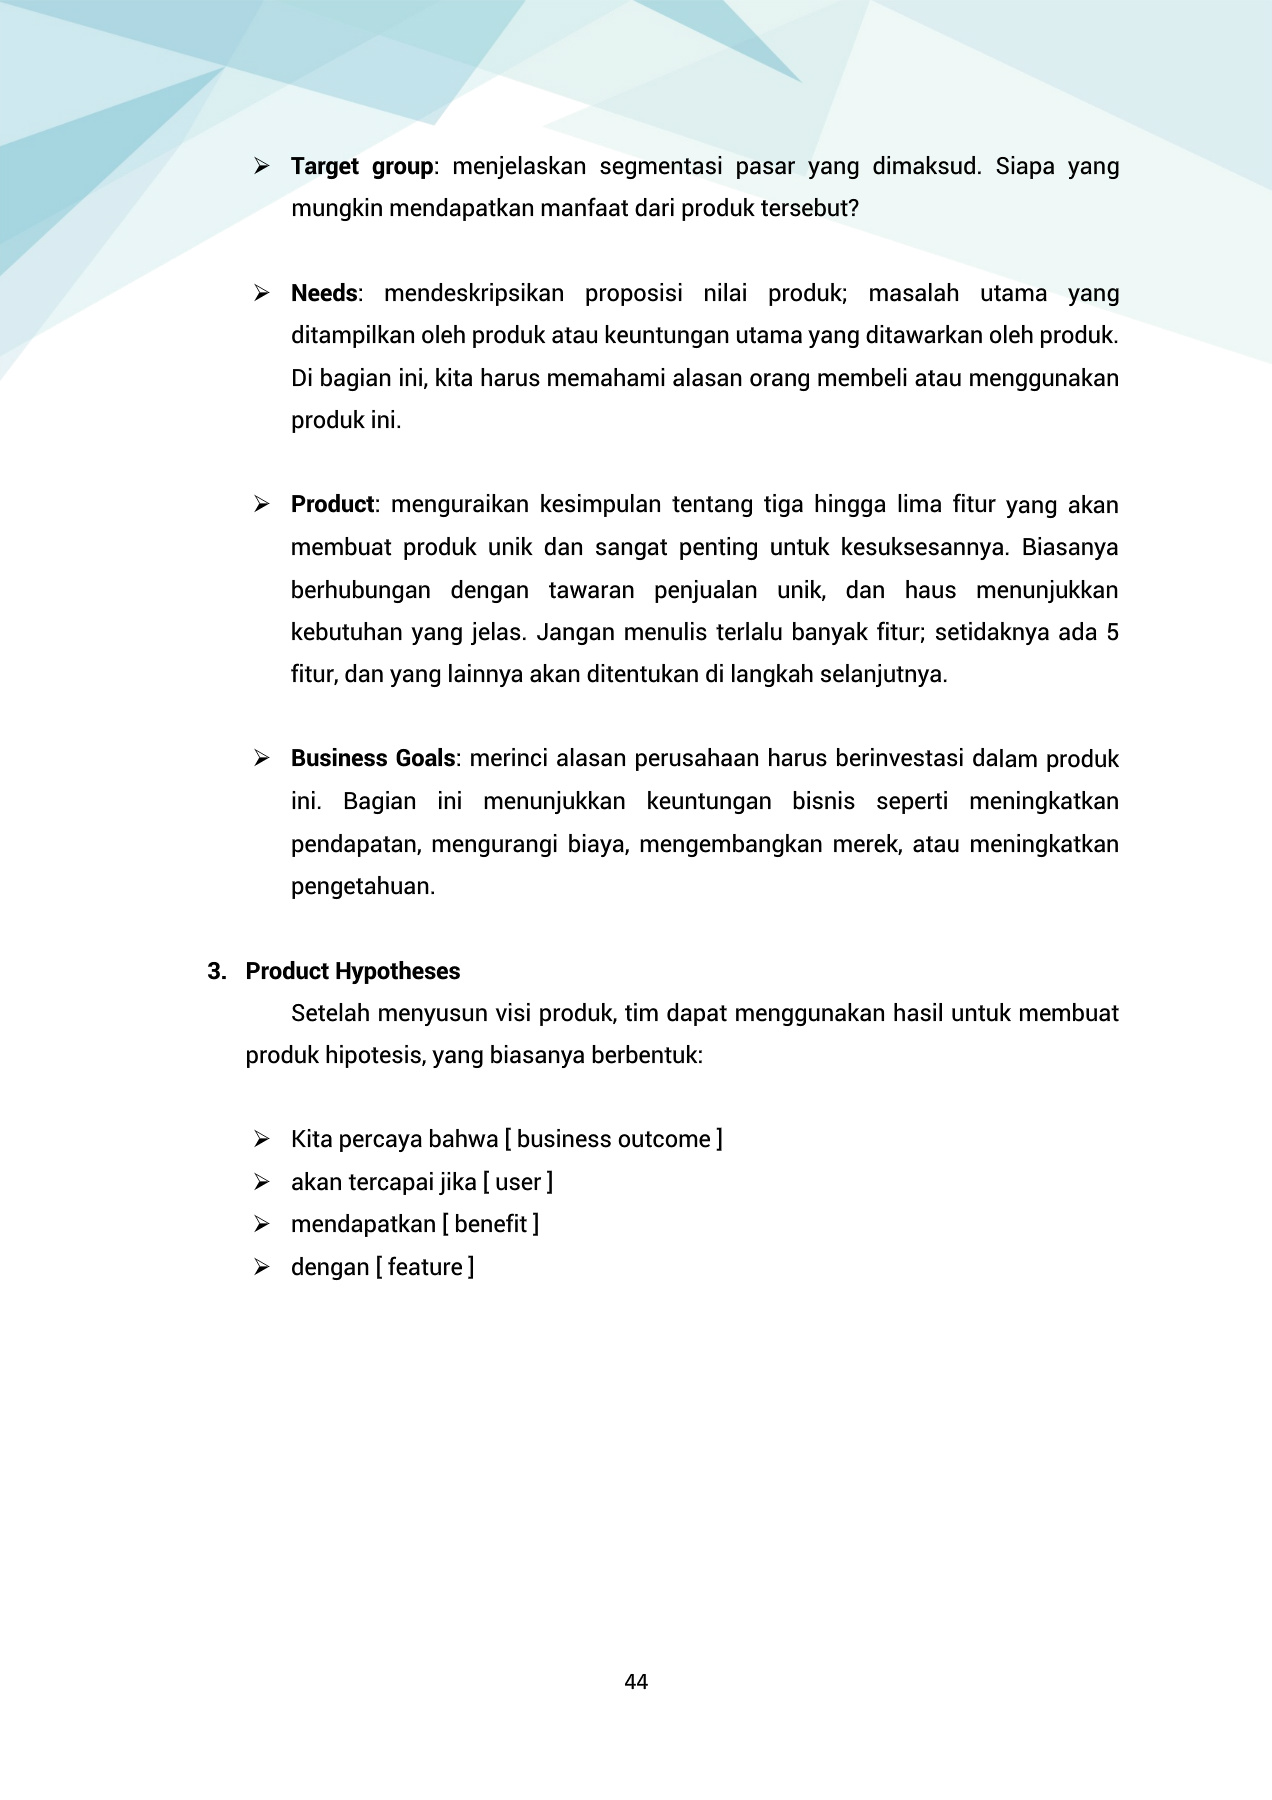 ➢ Target group: menjelaskan segmentasi pasar yang dimaksud. Siapa yang
mungkin mendapatkan manfaat dari produk tersebut?
➢ Needs: mendeskripsikan proposisi nilai produk; masalah utama yang
ditampilkan oleh produk atau keuntungan utama yang ditawarkan oleh produk.
Di bagian ini, kita harus memahami alasan orang membeli atau menggunakan
produk ini.
➢ Product: menguraikan kesimpulan tentang tiga hingga lima fitur yang akan
membuat produk unik dan sangat penting untuk kesuksesannya. Biasanya
berhubungan dengan tawaran penjualan unik, dan haus menunjukkan
kebutuhan yang jelas. Jangan menulis terlalu banyak fitur; setidaknya ada 5
fitur, dan yang lainnya akan ditentukan di langkah selanjutnya.
➢ Business Goals: merinci alasan perusahaan harus berinvestasi dalam produk
ini. Bagian ini menunjukkan keuntungan bisnis seperti meningkatkan
pendapatan, mengurangi biaya, mengembangkan merek, atau meningkatkan
pengetahuan.
3. Product Hypotheses
Setelah menyusun visi produk, tim dapat menggunakan hasil untuk membuat
produk hipotesis, yang biasanya berbentuk:
➢ Kita percaya bahwa [ business outcome ]
➢ akan tercapai jika [ user ]
➢ mendapatkan [ benefit ]
➢ dengan [ feature ]
44